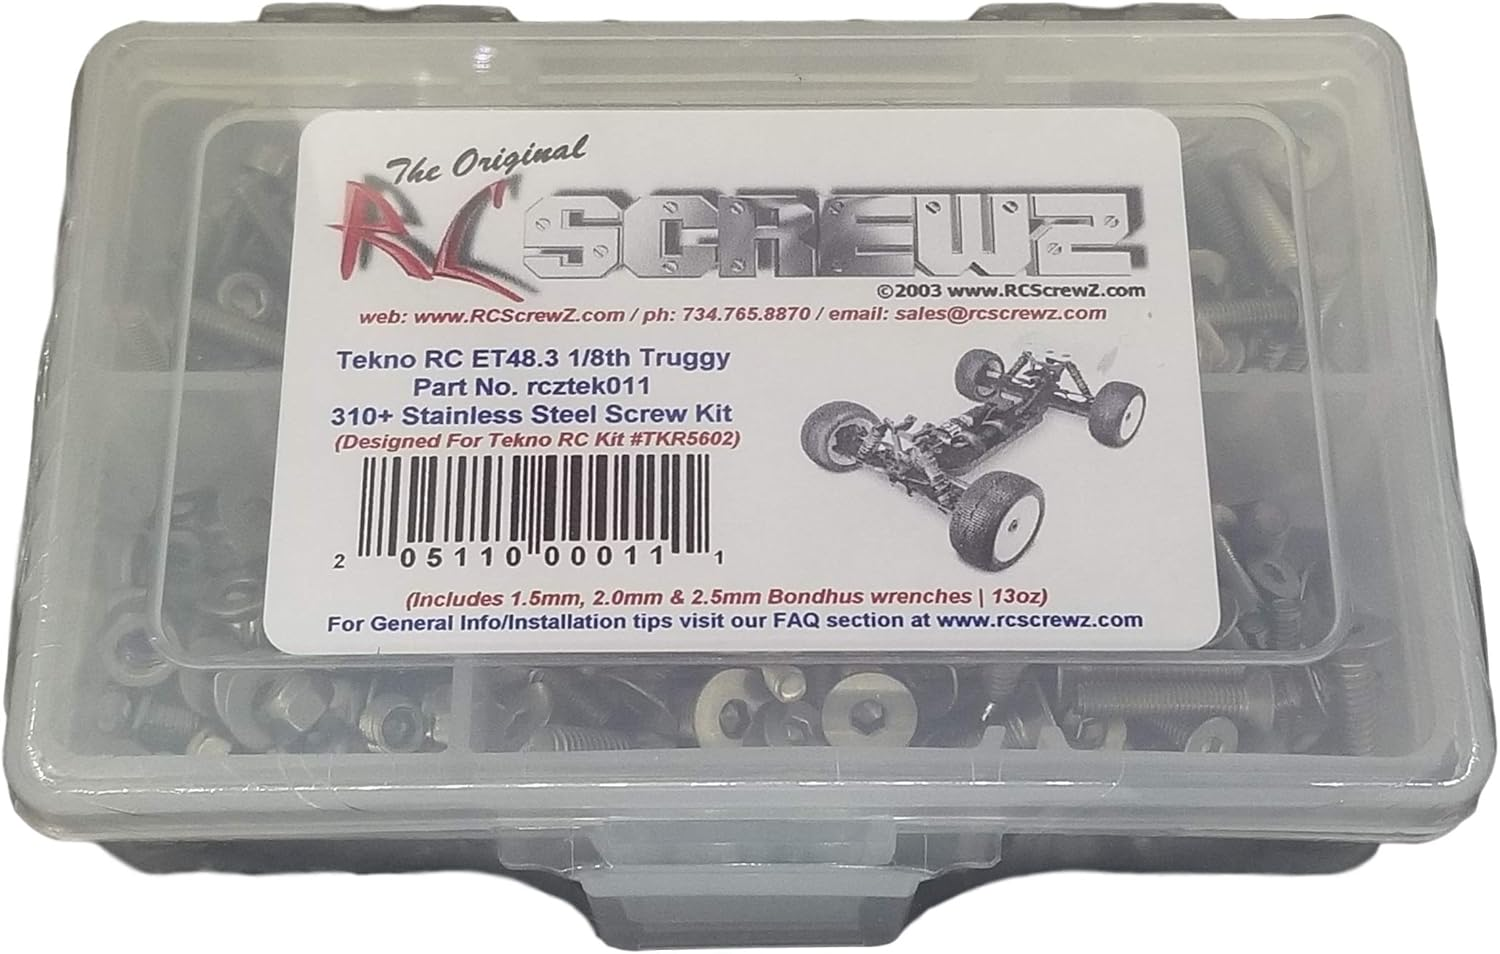 The Original
RC SCREWZ
©2003 www.RCScrewZ.com
web: www.RCScrewZ.com / ph: 734.765.8870 / email: sales@rcscrewz.com
Tekno RC ET48.3 1/8th Truggy
Part No. rcztek011
310+ Stainless Steel Screw Kit
(Designed For Tekno RC Kit #TKR5602)
2 05110 00011 1
(Includes 1.5mm, 2.0mm & 2.5mm Bondhus wrenches | 13oz)
For General Info/Installation tips visit our FAQ section at www.rcscrewz.com